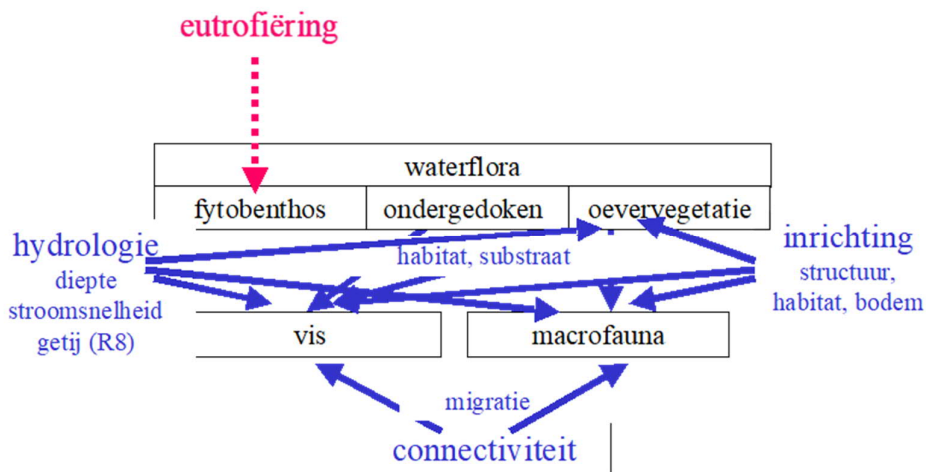 eutrofiëring
waterflora
fytobenthos
ondergedoken
oevervegetatie
hydrologie
diepte
stroomsnelheid
getij (R8)
habitat, substraat
inrichting
structuur,
habitat, bodem
vis
macrofauna
migratie
connectiviteit